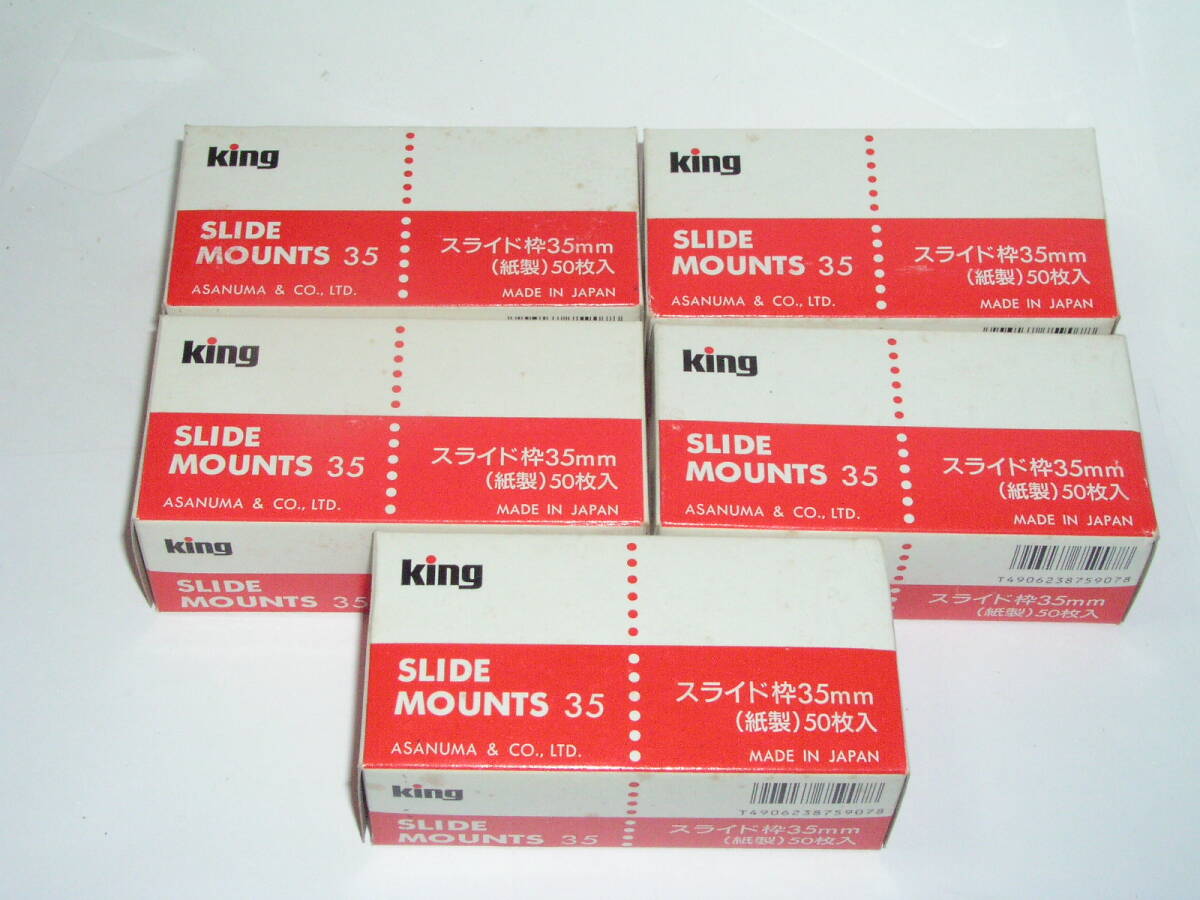 king
SLIDE
MOUNTS 35
ASANUMA & CO., LTD.
スライド枠35mm
(紙製)50枚入
MADE IN JAPAN
king
SLIDE
MOUNTS 35
ASANUMA & CO., LTD.
スライド枠35mm
(紙製)50枚入
MADE IN JAPAN
king
SLIDE
MOUNTS 35
ASANUMA & CO., LTD.
スライド枠35mm
(紙製)50枚入
MADE IN JAPAN
king
SLIDE
MOUNTS 35
king
SLIDE
MOUNTS 35
ASANUMA & CO., LTD.
スライド枠35mm
(紙製)50枚入
MADE IN JAPAN
T4906238759078
スライド枠35mm
(紙製)50枚入
king
SLIDE
MOUNTS 35
ASANUMA & CO., LTD.
スライド枠35mm
(紙製)50枚入
MADE IN JAPAN
king
SLIDE
MOUNTS 35
T4906238759078
スライド枠35mm
(紙製)50枚入